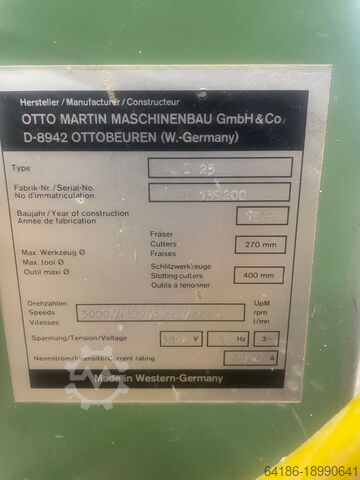 Hersteller/Manufacturer/Constructeur
OTTO MARTIN MASCHINENBAU GmbH & Co
D-8942 OTTOBEUREN (W.-Germany)
Type
25
Fabrik-Nr./Serial-No.
No d'immatriculation
Baujahr/Year of construction
Année de fabrication
Max. Werkzeug Ø
Max. tool Ø
Outil maxi Ø
Fräser
Cutters
Fraises
270 mm
Schlitzwerkzeuge
Slotting cutters
Outils à tenonner
400 mm
Drehzahlen
Speeds
Vitesses
UpM
rpm
t/mn
Spannung/Tension/Voltage
V
Hz
3~
Nennstrom/Intensité/Current rating
A
Made in Western-Germany
64186-18990641